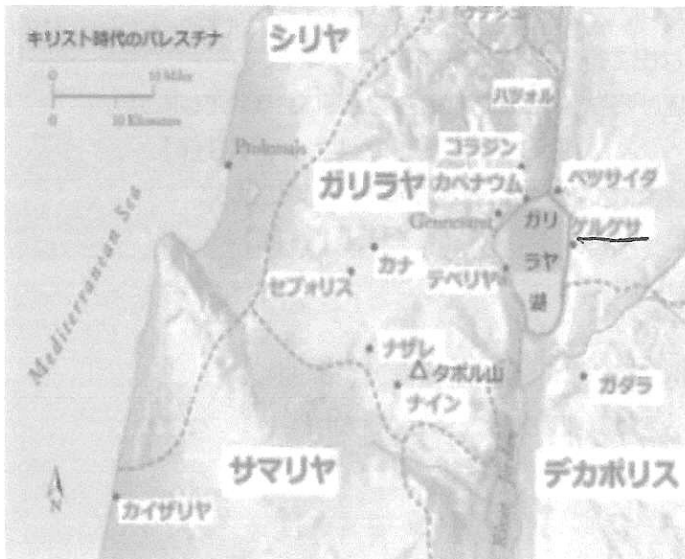 キリスト時代のパレスチナ
シリヤ
0 10 Miles
0 10 Kilometers
ハツォル
Ptolemais
コラジン
ガリラヤ
カペナウム
ベツサイダ
Gennesaret
ゲルゲサ
ガリラヤ湖
Mediterranean Sea
カナ
セフォリス
テベリヤ
ナザレ
タボル山
ナイン
ガダラ
サマリヤ
デカポリス
River Jordan
カイザリヤ
N